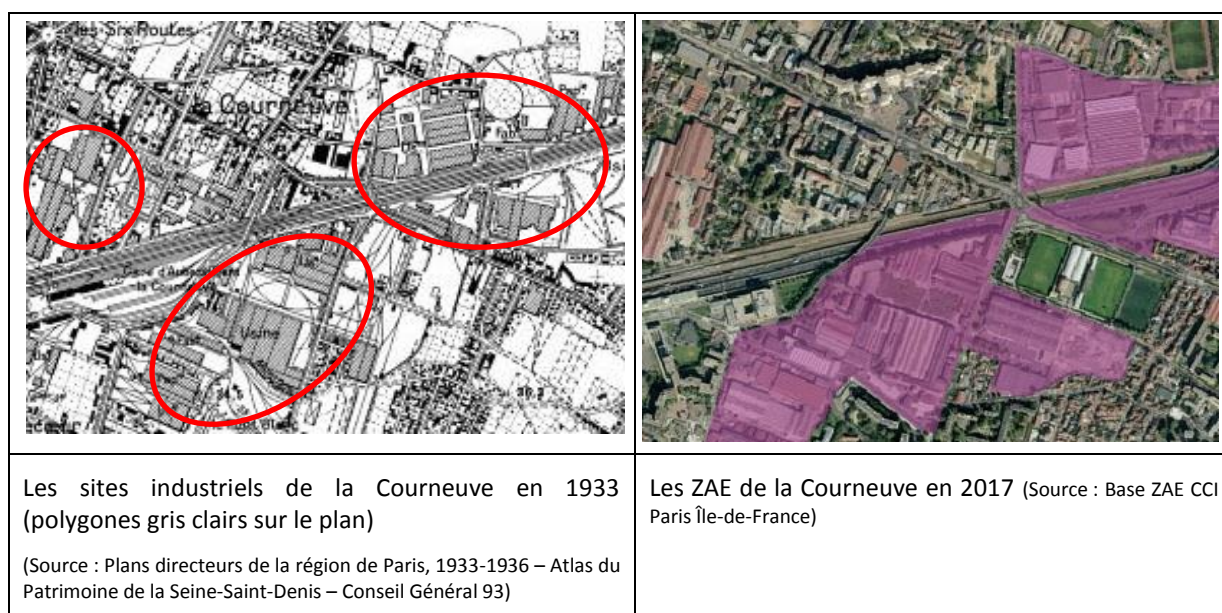 les Six Routes
la Courneuve
Usine
Les sites industriels de la Courneuve en 1933
(polygones gris clairs sur le plan)
(Source : Plans directeurs de la région de Paris, 1933-1936 – Atlas du
Patrimoine de la Seine-Saint-Denis – Conseil Général 93)
Les ZAE de la Courneuve en 2017 (Source : Base ZAE CCI
Paris Île-de-France)